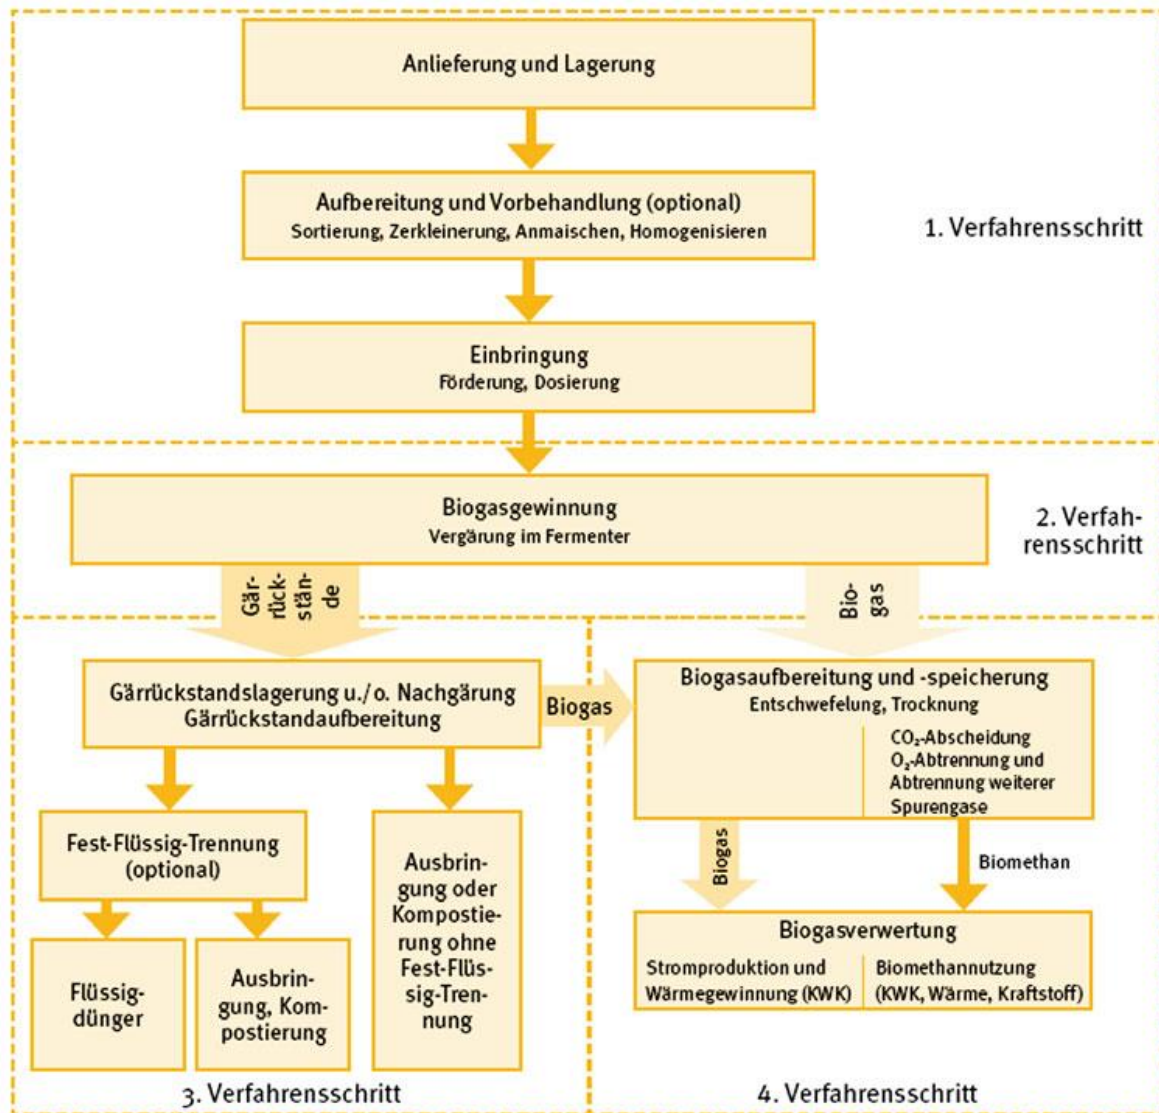 Anlieferung und Lagerung
Aufbereitung und Vorbehandlung (optional)
Sortierung, Zerkleinerung, Anmaischen, Homogenisieren
1. Verfahrensschritt
Einbringung
Förderung, Dosierung
Biogasgewinnung
Vergärung im Fermenter
2. Verfah-
rensschritt
Gär-
rück-
stän-
de
Bio-
gas
Gärrückstandslagerung u./o. Nachgärung
Gärrückstandaufbereitung
Biogas
Biogasaufbereitung und -speicherung
Entschwefelung, Trocknung
CO₂-Abscheidung
O₂-Abtrennung und
Abtrennung weiterer
Spurengase
Fest-Flüssig-Trennung
(optional)
Flüssig-
dünger
Ausbrin-
gung, Kom-
postierung
Ausbrin-
gung oder
Kompostie-
rung ohne
Fest-Flüs-
sig-Tren-
nung
Biogas
Biomethan
Biogasverwertung
Stromproduktion und
Wärmegewinnung (KWK)
Biomethannutzung
(KWK, Wärme, Kraftstoff)
3. Verfahrensschritt
4. Verfahrensschritt